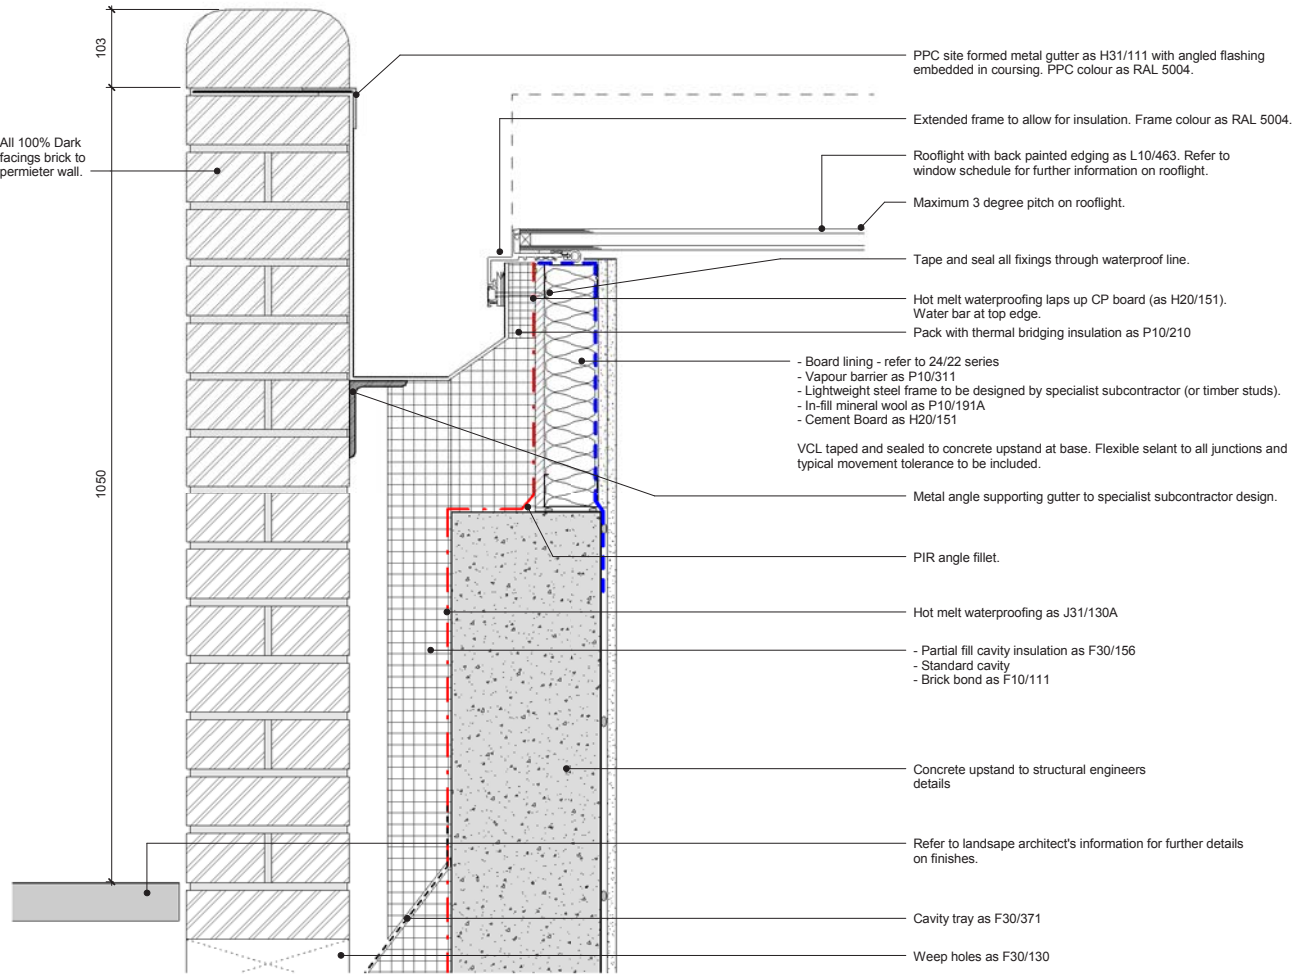 103
PPC site formed metal gutter as H31/111 with angled flashing
embedded in coursing. PPC colour as RAL 5004.
Extended frame to allow for insulation. Frame colour as RAL 5004.
All 100% Dark
facings brick to
permieter wall.
Rooflight with back painted edging as L10/463. Refer to
window schedule for further information on rooflight.
Maximum 3 degree pitch on rooflight.
Tape and seal all fixings through waterproof line.
Hot melt waterproofing laps up CP board (as H20/151).
Water bar at top edge.
Pack with thermal bridging insulation as P10/210
- Board lining - refer to 24/22 series
- Vapour barrier as P10/311
- Lightweight steel frame to be designed by specialist subcontractor (or timber studs).
- In-fill mineral wool as P10/191A
- Cement Board as H20/151
VCL taped and sealed to concrete upstand at base. Flexible selant to all junctions and
typical movement tolerance to be included.
1050
Metal angle supporting gutter to specialist subcontractor design.
PIR angle fillet.
Hot melt waterproofing as J31/130A
- Partial fill cavity insulation as F30/156
- Standard cavity
- Brick bond as F10/111
Concrete upstand to structural engineers
details
Refer to landsape architect's information for further details
on finishes.
Cavity tray as F30/371
Weep holes as F30/130